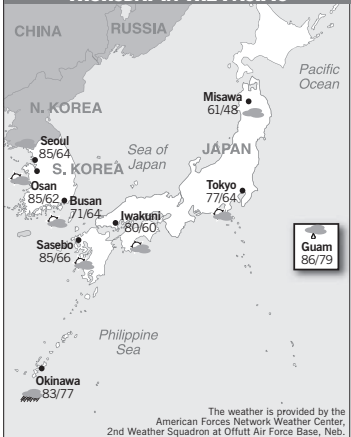 CHINA
RUSSIA
Pacific
Ocean
N. KOREA
Misawa
61/48
Seoul
85/64
Sea of
Japan
JAPAN
S. KOREA
Osan
85/62
Busan
71/64
Tokyo
77/64
Iwakuni
80/60
Sasebo
85/66
Guam
86/79
Philippine
Sea
Okinawa
83/77
The weather is provided by the
American Forces Network Weather Center,
2nd Weather Squadron at Offutt Air Force Base, Neb.